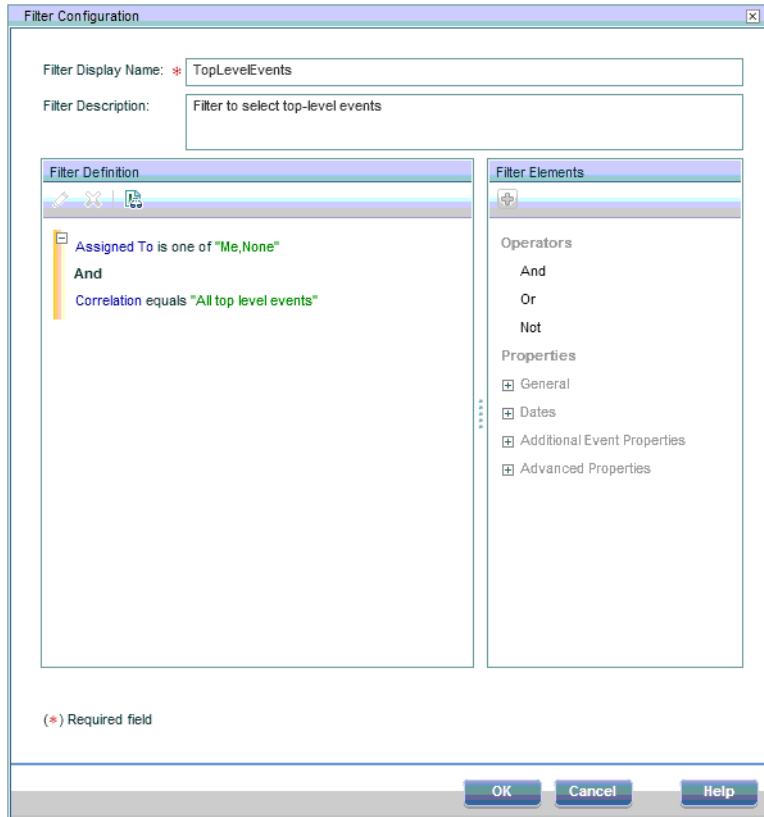 Filter Configuration
Filter Display Name: * TopLevelEvents
Filter Description: Filter to select top-level events
Filter Definition
Filter Elements
Assigned To is one of "Me,None"
And
Correlation equals "All top level events"
Operators
And
Or
Not
Properties
General
Dates
Additional Event Properties
Advanced Properties
(*) Required field
OK Cancel Help